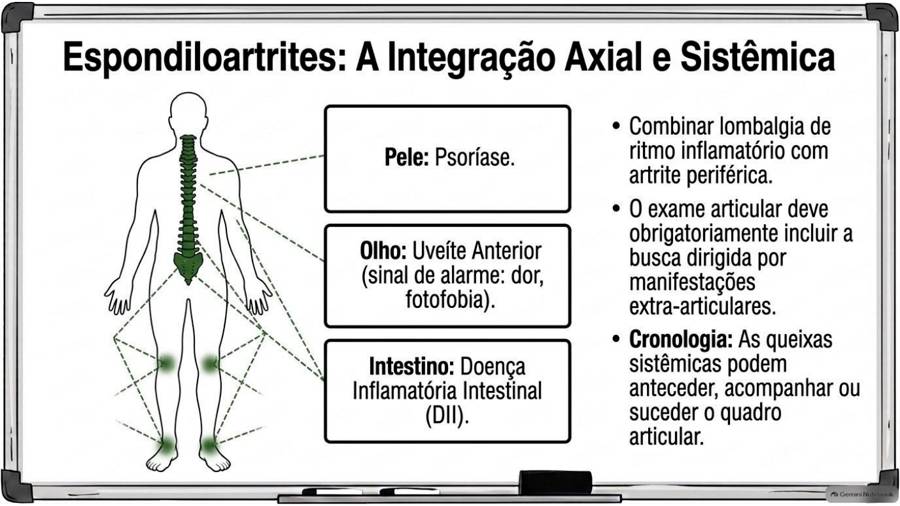 Espondiloartrites: A Integração Axial e Sistêmica
Pele: Psoríase.
Olho: Uveíte Anterior
(sinal de alarme: dor,
fotofobia).
Intestino: Doença
Inflamatória Intestinal
(DII).
• Combinar lombalgia de
ritmo inflamatório com
artrite periférica.
• O exame articular deve
obrigatoriamente incluir a
busca dirigida por
manifestações
extra-articulares.
• Cronologia: As queixas
sistêmicas podem
anteceder, acompanhar ou
suceder o quadro
articular.